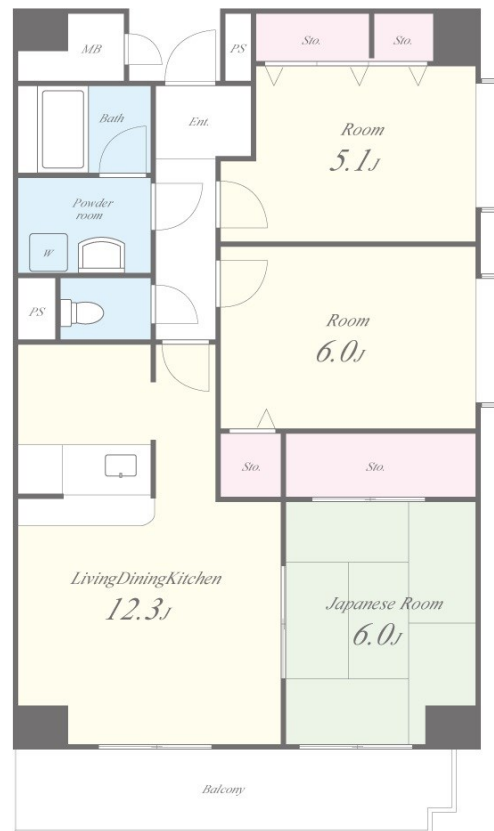 MB
PS
Sto.
Sto.
Bath
Ent.
Room
5.1J
Powder
room
W
PS
Room
6.0J
Sto.
Sto.
LivingDiningKitchen
12.3J
Japanese Room
6.0J
Balcony